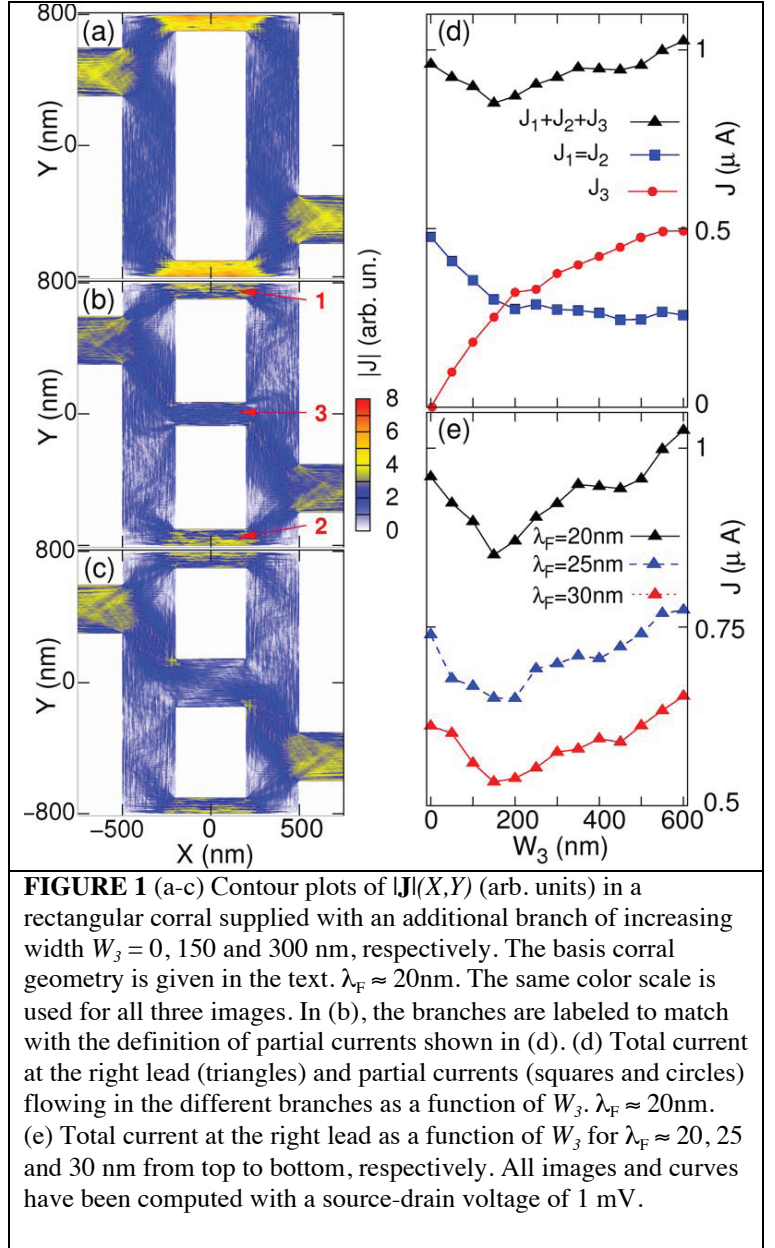 800
(a)
Y (nm)
0
800
(b)
1
Y (nm)
0
3
2
800
(c)
Y (nm)
0
−800
−500
0
500
X (nm)
|J| (arb. un.)
8
6
4
2
0
(d)
1
J₁+J₂+J₃
J₁=J₂
J₃
J (μ A)
0.5
0
(e)
1
λF=20nm
λF=25nm
λF=30nm
J (μ A)
0.75
0.5
0
200
400
600
W₃ (nm)
FIGURE 1 (a-c) Contour plots of |J|(X,Y) (arb. units) in a
rectangular corral supplied with an additional branch of increasing
width W₃ = 0, 150 and 300 nm, respectively. The basis corral
geometry is given in the text. λF ≈ 20nm. The same color scale is
used for all three images. In (b), the branches are labeled to match
with the definition of partial currents shown in (d). (d) Total current
at the right lead (triangles) and partial currents (squares and circles)
flowing in the different branches as a function of W₃. λF ≈ 20nm.
(e) Total current at the right lead as a function of W₃ for λF ≈ 20, 25
and 30 nm from top to bottom, respectively. All images and curves
have been computed with a source-drain voltage of 1 mV.